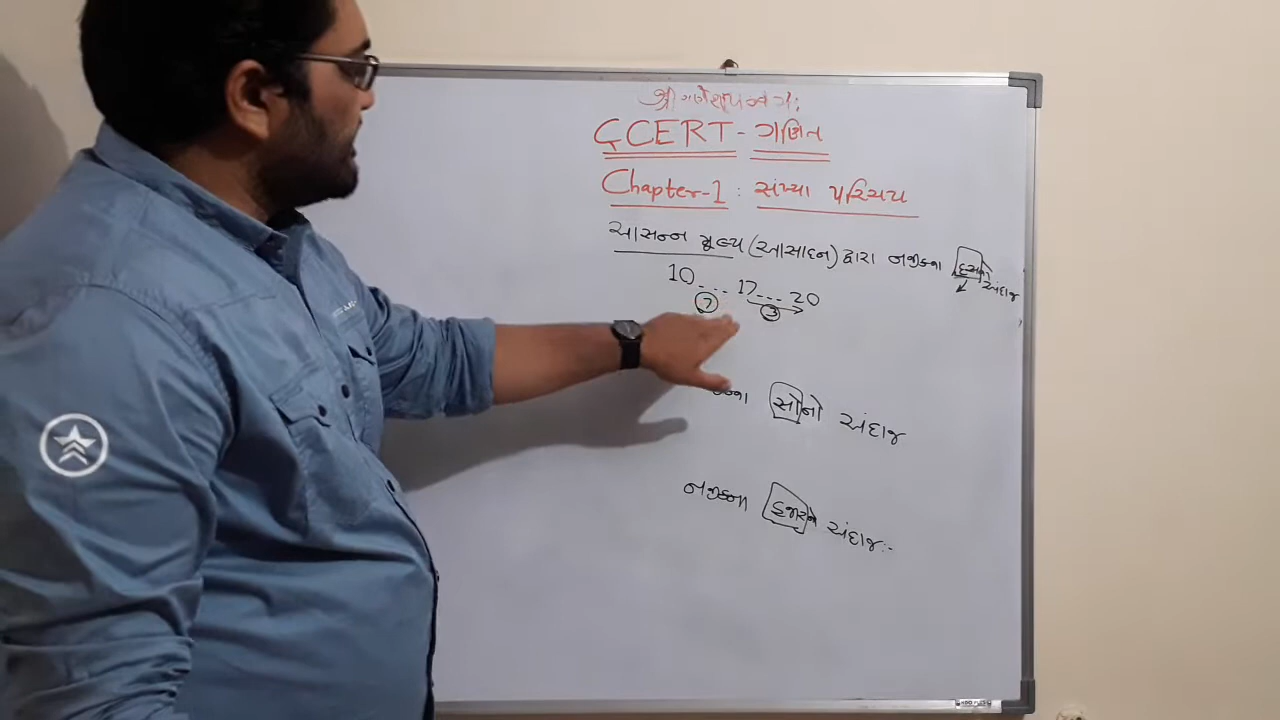 શ્રી ગણેશાય નમઃ
GCERT - ગણિત
Chapter-1 : સંખ્યા પરિચય
આસન્ન મૂલ્ય (આસાદન) દ્વારા નજીકના દસનો અંદાજ
10...17...20
7 3
સોનો અંદાજ
નજીકના હજારનો અંદાજ:-